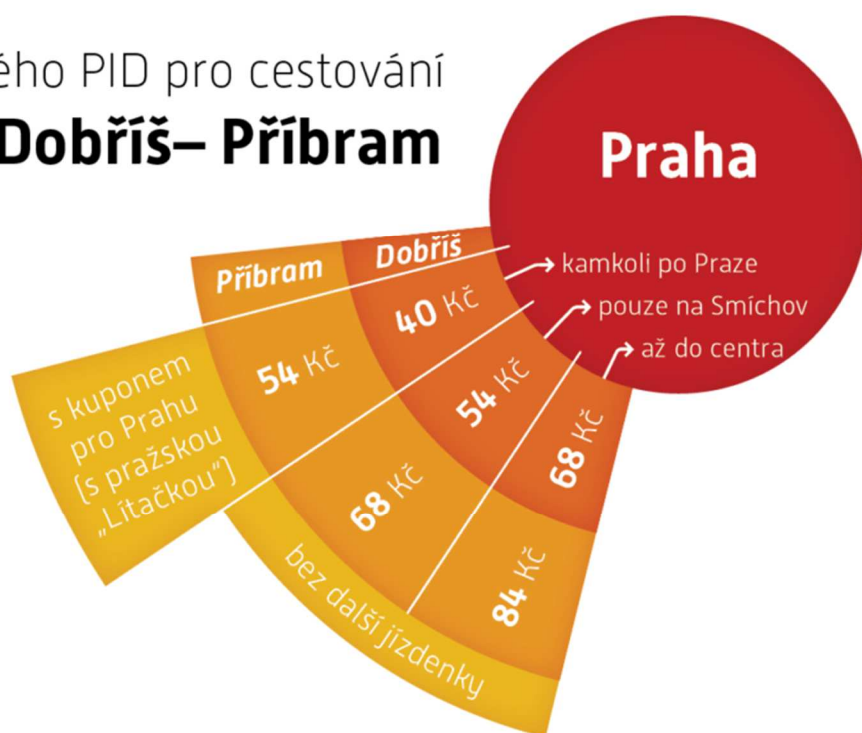 ého PID pro cestování
Dobříš– Příbram
Praha
kamkoli po Praze
pouze na Smíchov
až do centra
Příbram
Dobříš
40 Kč
54 Kč
68 Kč
54 Kč
68 Kč
84 Kč
s kuponem
pro Prahu
(s pražskou
„Lítačkou“)
bez další jízdenky